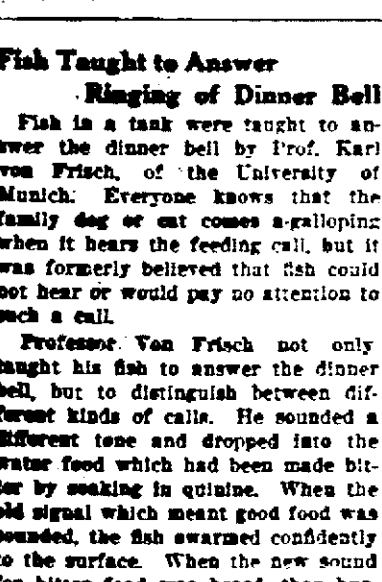 Fish Taught to Answer
Ringing of Dinner Bell
Fish in a tank were taught to an-
swer the dinner bell by Prof. Karl
von Frisch, of the University of
Munich. Everyone knows that the
family dog or cat comes a-galloping
when it hears the feeding call, but it
was formerly believed that fish could
not hear or would pay no attention to
such a call.
Professor Von Frisch not only
taught his fish to answer the dinner
bell, but to distinguish between dif-
ferent kinds of calls. He sounded a
different tone and dropped into the
water food which had been made bit-
ter by soaking in quinine. When the
old signal which meant good food was
sounded, the fish swarmed confidently
to the surface. When the new sound
for bitter food was heard, they